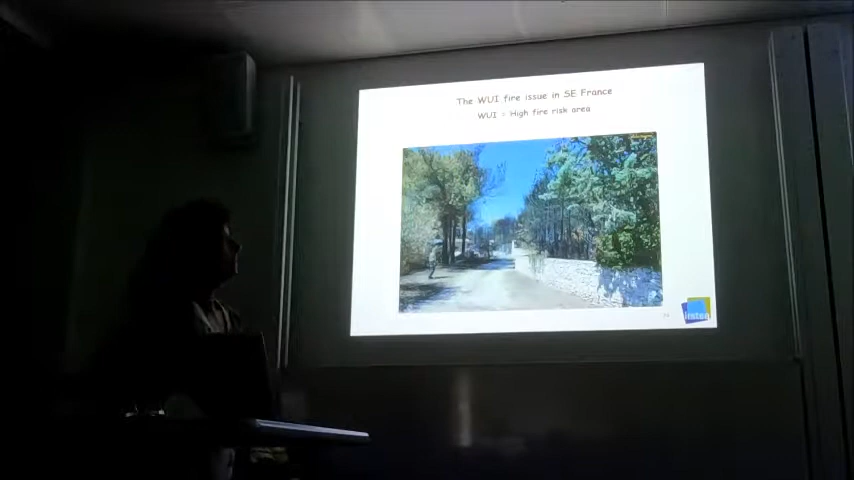 The WUI fire issue in SE France
WUI = High fire risk area
irstea